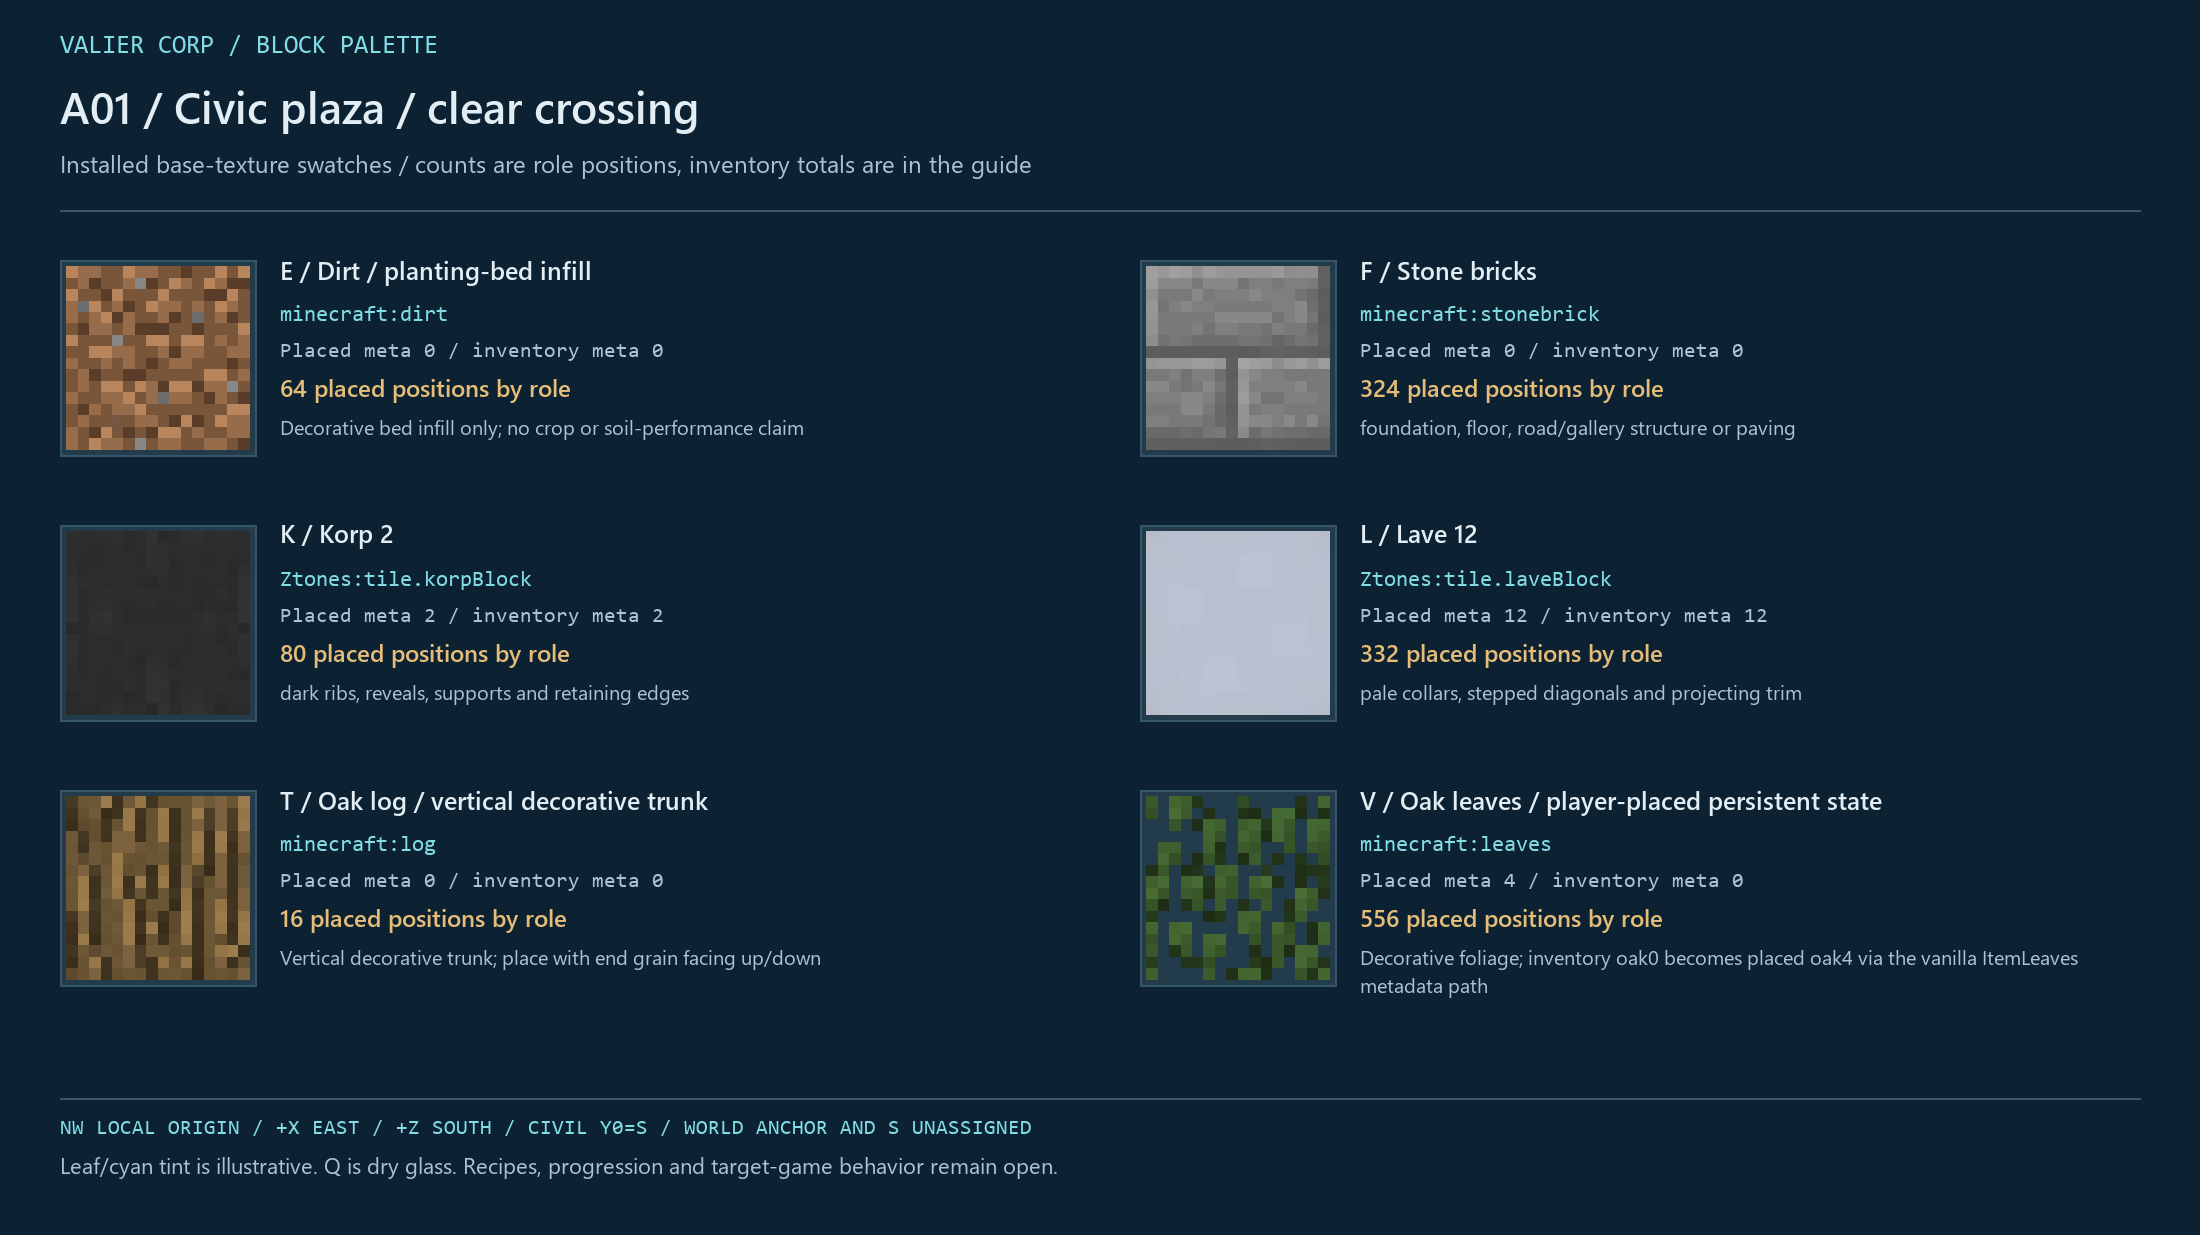 VALIER CORP / BLOCK PALETTE
A01 / Civic plaza / clear crossing
Installed base-texture swatches / counts are role positions, inventory totals are in the guide
E / Dirt / planting-bed infill
minecraft:dirt
Placed meta 0 / inventory meta 0
64 placed positions by role
Decorative bed infill only; no crop or soil-performance claim
F / Stone bricks
minecraft:stonebrick
Placed meta 0 / inventory meta 0
324 placed positions by role
foundation, floor, road/gallery structure or paving
K / Korp 2
Ztones:tile.korpBlock
Placed meta 2 / inventory meta 2
80 placed positions by role
dark ribs, reveals, supports and retaining edges
L / Lave 12
Ztones:tile.laveBlock
Placed meta 12 / inventory meta 12
332 placed positions by role
pale collars, stepped diagonals and projecting trim
T / Oak log / vertical decorative trunk
minecraft:log
Placed meta 0 / inventory meta 0
16 placed positions by role
Vertical decorative trunk; place with end grain facing up/down
V / Oak leaves / player-placed persistent state
minecraft:leaves
Placed meta 4 / inventory meta 0
556 placed positions by role
Decorative foliage; inventory oak0 becomes placed oak4 via the vanilla ItemLeaves
metadata path
NW LOCAL ORIGIN / +X EAST / +Z SOUTH / CIVIL Y0=S / WORLD ANCHOR AND S UNASSIGNED
Leaf/cyan tint is illustrative. Q is dry glass. Recipes, progression and target-game behavior remain open.